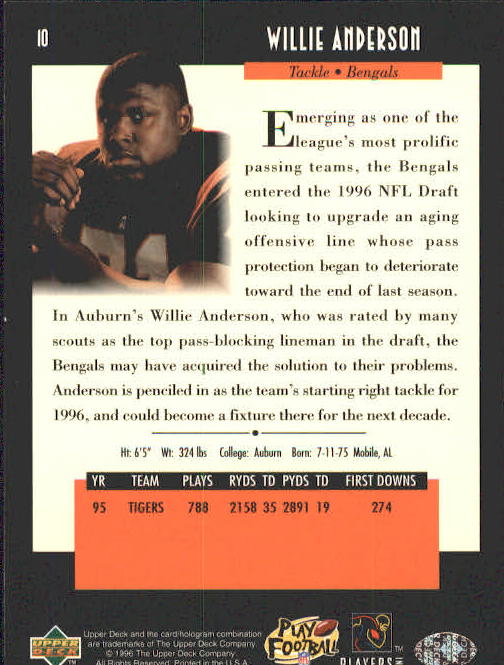 10
WILLIE ANDERSON
Tackle • Bengals
Emerging as one of the
league's most prolific
passing teams, the Bengals
entered the 1996 NFL Draft
looking to upgrade an aging
offensive line whose pass
protection began to deteriorate
toward the end of last season.
In Auburn's Willie Anderson, who was rated by many
scouts as the top pass-blocking lineman in the draft, the
Bengals may have acquired the solution to their problems.
Anderson is penciled in as the team's starting right tackle for
1996, and could become a fixture there for the next decade.
Ht: 6'5" Wt: 324 lbs College: Auburn Born: 7-11-75 Mobile, AL
YR TEAM PLAYS RYDS TD PYDS TD FIRST DOWNS
95 TIGERS 788 2158 35 2891 19 274
UPPER DECK
Upper Deck and the card/hologram combination
are trademarks of The Upper Deck Company.
© 1996 The Upper Deck Company.
All Rights Reserved. Printed in the U.S.A.
PLAY FOOTBALL
PLAYERS